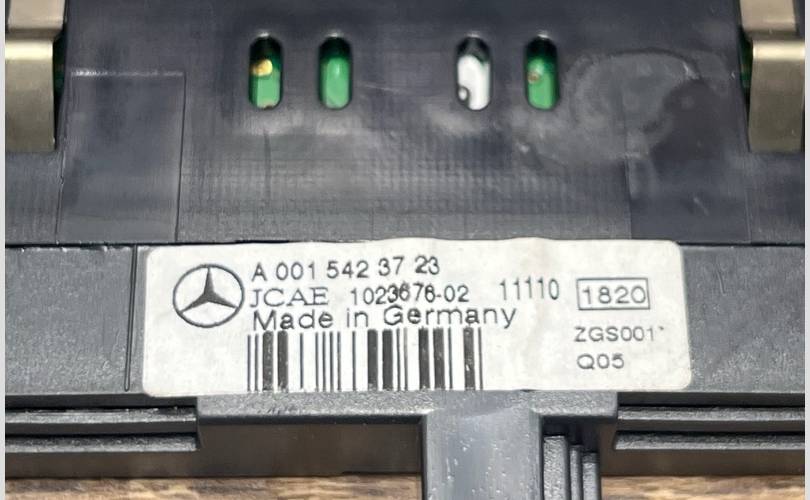 A 001 542 37 23
JCAE 1023676-02 11110 1820
Made in Germany
ZGS001
Q05